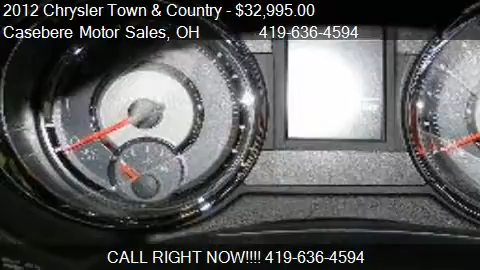 2012 Chrysler Town & Country - $32,995.00
Casebere Motor Sales, OH 419-636-4594
CALL RIGHT NOW!!!! 419-636-4594